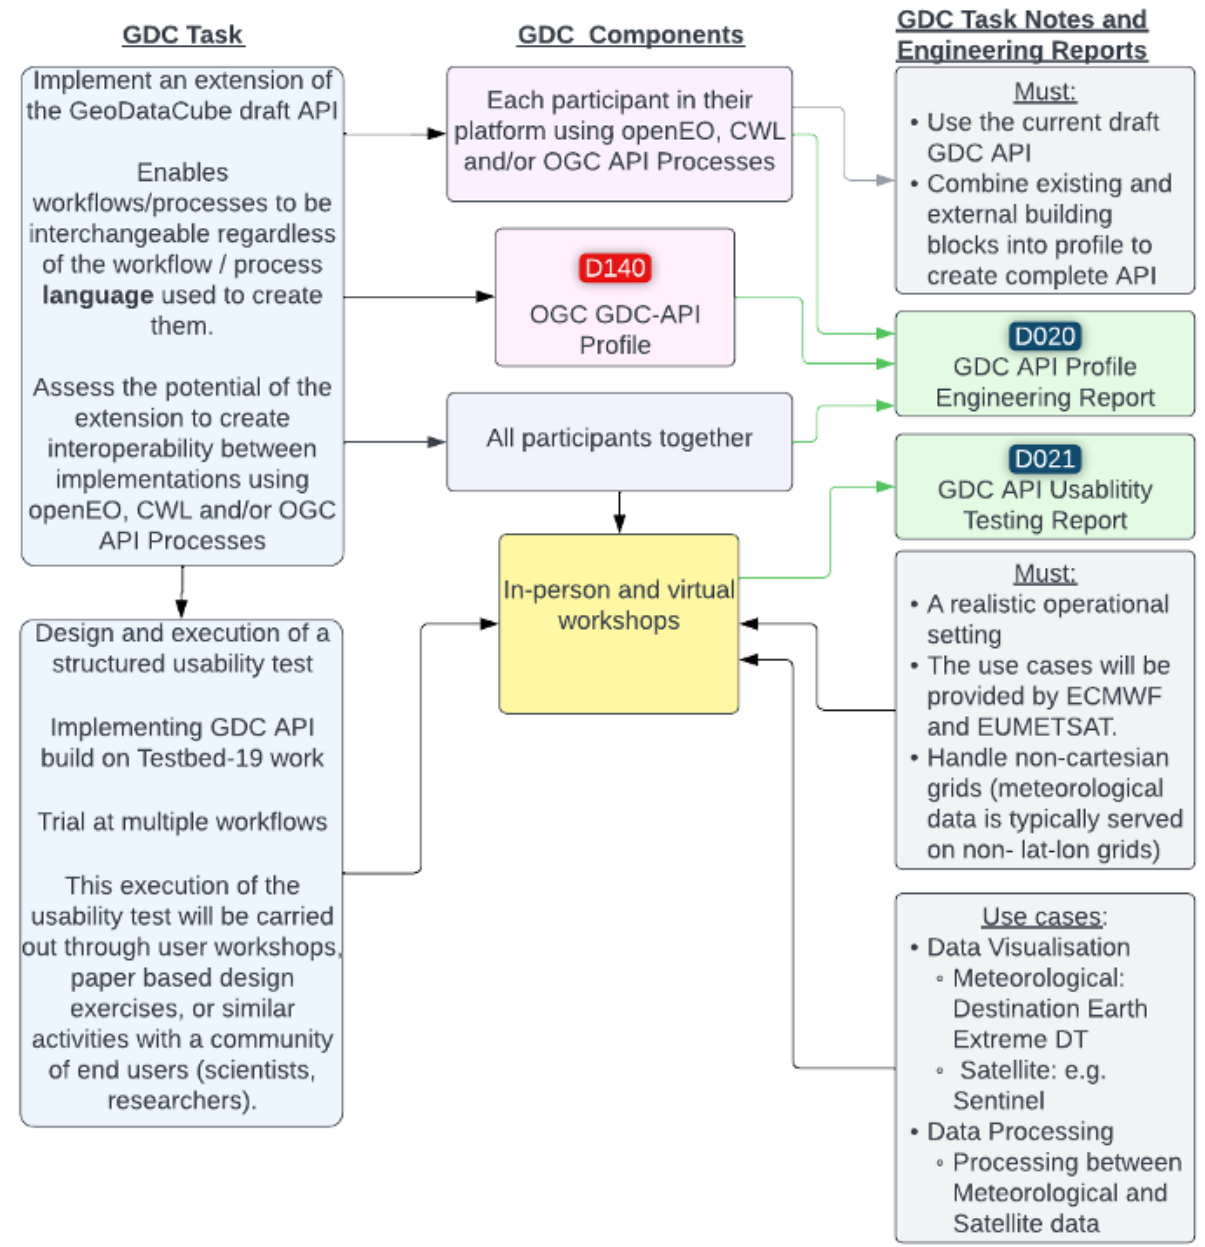 GDC Task
Implement an extension of
the GeoDataCube draft API
Enables
workflows/processes to be
interchangeable regardless
of the workflow / process
language used to create
them.
Assess the potential of the
extension to create
interoperability between
implementations using
openEO, CWL and/or OGC
API Processes
Design and execution of a
structured usability test
Implementing GDC API
build on Testbed-19 work
Trial at multiple workflows
This execution of the
usability test will be carried
out through user workshops,
paper based design
exercises, or similar
activities with a community
of end users (scientists,
researchers).
GDC Components
Each participant in their
platform using openEO, CWL
and/or OGC API Processes
D140
OGC GDC-API
Profile
All participants together
In-person and virtual
workshops
GDC Task Notes and
Engineering Reports
Must:
• Use the current draft
GDC API
• Combine existing and
external building
blocks into profile to
create complete API
D020
GDC API Profile
Engineering Report
D021
GDC API Usablitity
Testing Report
Must:
• A realistic operational
setting
• The use cases will be
provided by ECMWF
and EUMETSAT.
• Handle non-cartesian
grids (meteorological
data is typically served
on non- lat-lon grids)
Use cases:
• Data Visualisation
◦ Meteorological:
Destination Earth
Extreme DT
◦ Satellite: e.g.
Sentinel
• Data Processing
◦ Processing between
Meteorological and
Satellite data